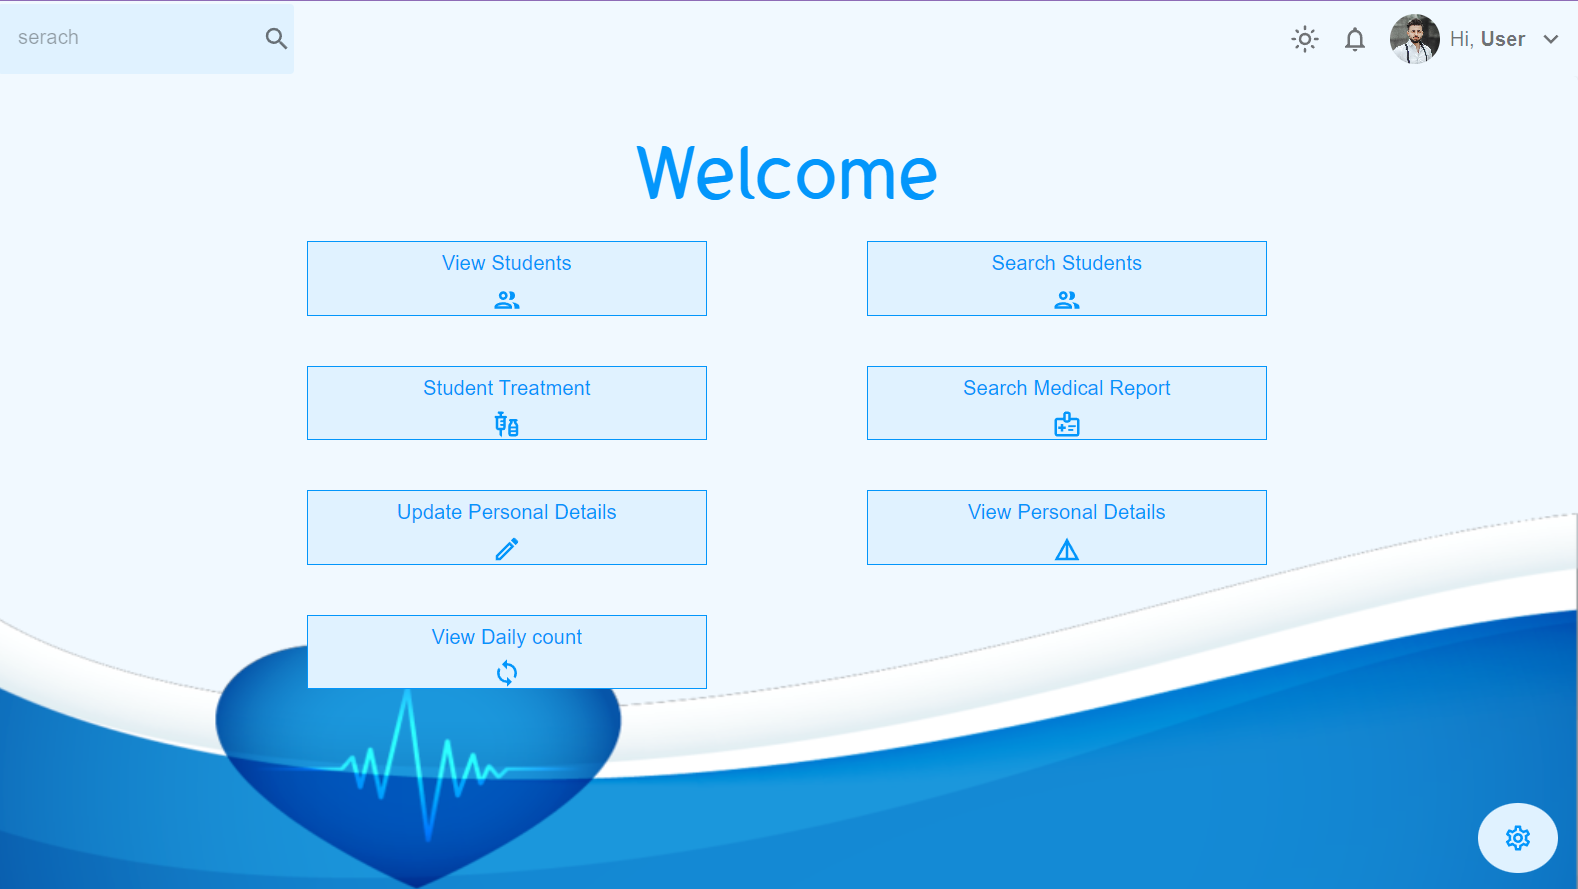 serach
Hi, User
Welcome
View Students
Search Students
Student Treatment
Search Medical Report
Update Personal Details
View Personal Details
View Daily count